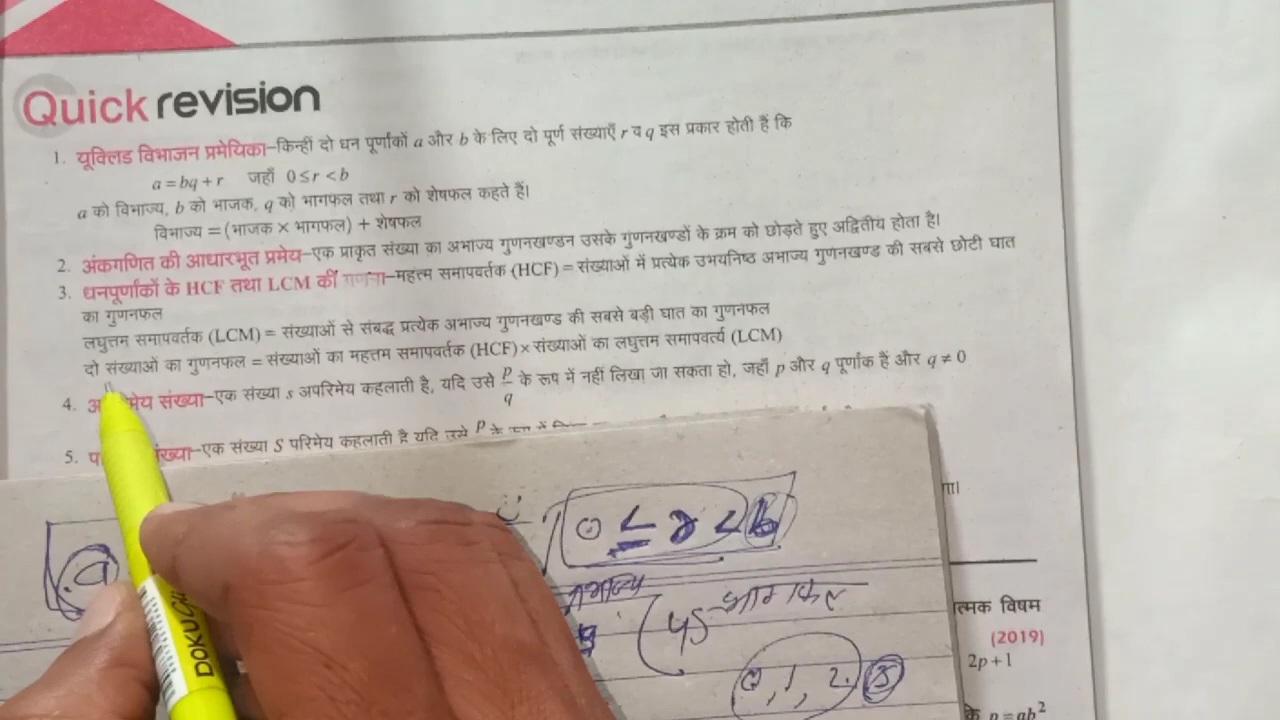 Quick revision
1. यूक्लिड विभाजन प्रमेयिका–किन्हीं दो धन पूर्णांकों a और b के लिए दो पूर्ण संख्याएँ r व q इस प्रकार होती हैं कि
a = bq + r जहाँ 0 ≤ r < b
a को विभाज्य, b को भाजक, q को भागफल तथा r को शेषफल कहते हैं।
विभाज्य = (भाजक × भागफल) + शेषफल
2. अंकगणित की आधारभूत प्रमेय–एक प्राकृत संख्या का अभाज्य गुणनखण्डन उसके गुणनखण्डों के क्रम को छोड़ते हुए अद्वितीय होता है।
3. धनपूर्णांकों के HCF तथा LCM की गणना–महत्तम समापवर्तक (HCF) = संख्याओं में प्रत्येक उभयनिष्ठ अभाज्य गुणनखण्ड की सबसे छोटी घात
का गुणनफल
लघुत्तम समापवर्तक (LCM) = संख्याओं से संबद्ध प्रत्येक अभाज्य गुणनखण्ड की सबसे बड़ी घात का गुणनफल
दो संख्याओं का गुणनफल = संख्याओं का महत्तम समापवर्तक (HCF) × संख्याओं का लघुत्तम समापवर्त्य (LCM)
4. संख्या–एक संख्या s अपरिमेय कहलाती है, यदि उसे p/q के रूप में नहीं लिखा जा सकता हो, जहाँ p और q पूर्णांक हैं और q ≠ 0
5. –एक संख्या S परिमेय कहलाती है यदि उसे p
0 ≤ r < b
a
भागफल
0, 1, 2, 3
विषम
(2019)
2p + 1
के n = ab²
DOKU